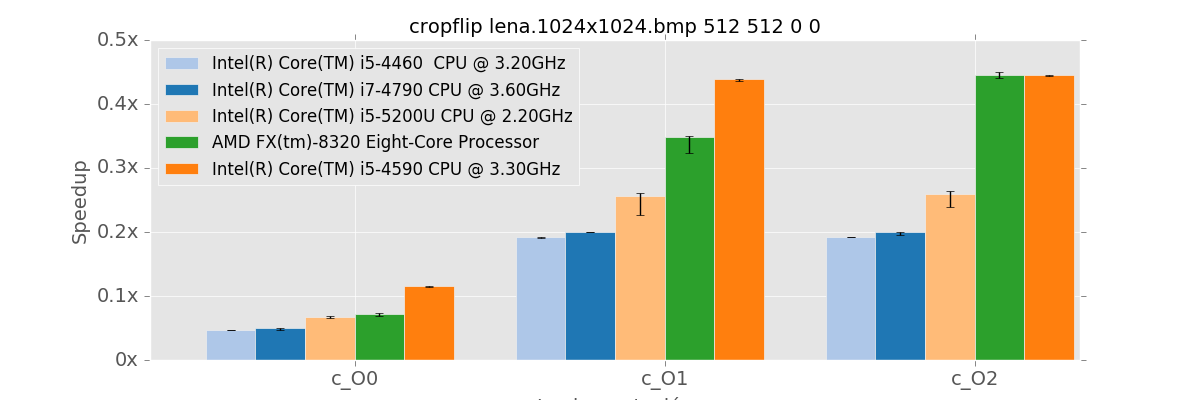 cropflip lena.1024x1024.bmp 512 512 0 0
0.5x
0.4x
0.3x
0.2x
0.1x
0x
Speedup
Intel(R) Core(TM) i5-4460  CPU @ 3.20GHz
Intel(R) Core(TM) i7-4790 CPU @ 3.60GHz
Intel(R) Core(TM) i5-5200U CPU @ 2.20GHz
AMD FX(tm)-8320 Eight-Core Processor
Intel(R) Core(TM) i5-4590 CPU @ 3.30GHz
c_O0
c_O1
c_O2